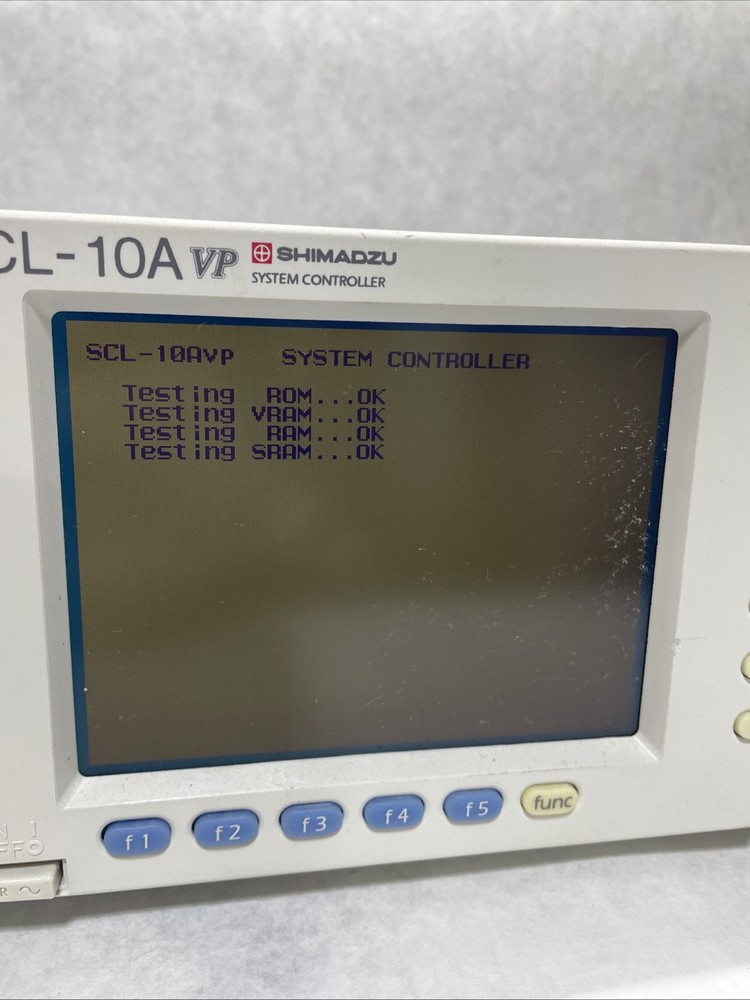 CL-10A VP SHIMADZU
SYSTEM CONTROLLER
SCL-10Avp SYSTEM CONTROLLER
Testing ROM...OK
Testing VRAM...OK
Testing RAM...OK
Testing SRAM...OK
f1 f2 f3 f4 f5 func
N
FF
R